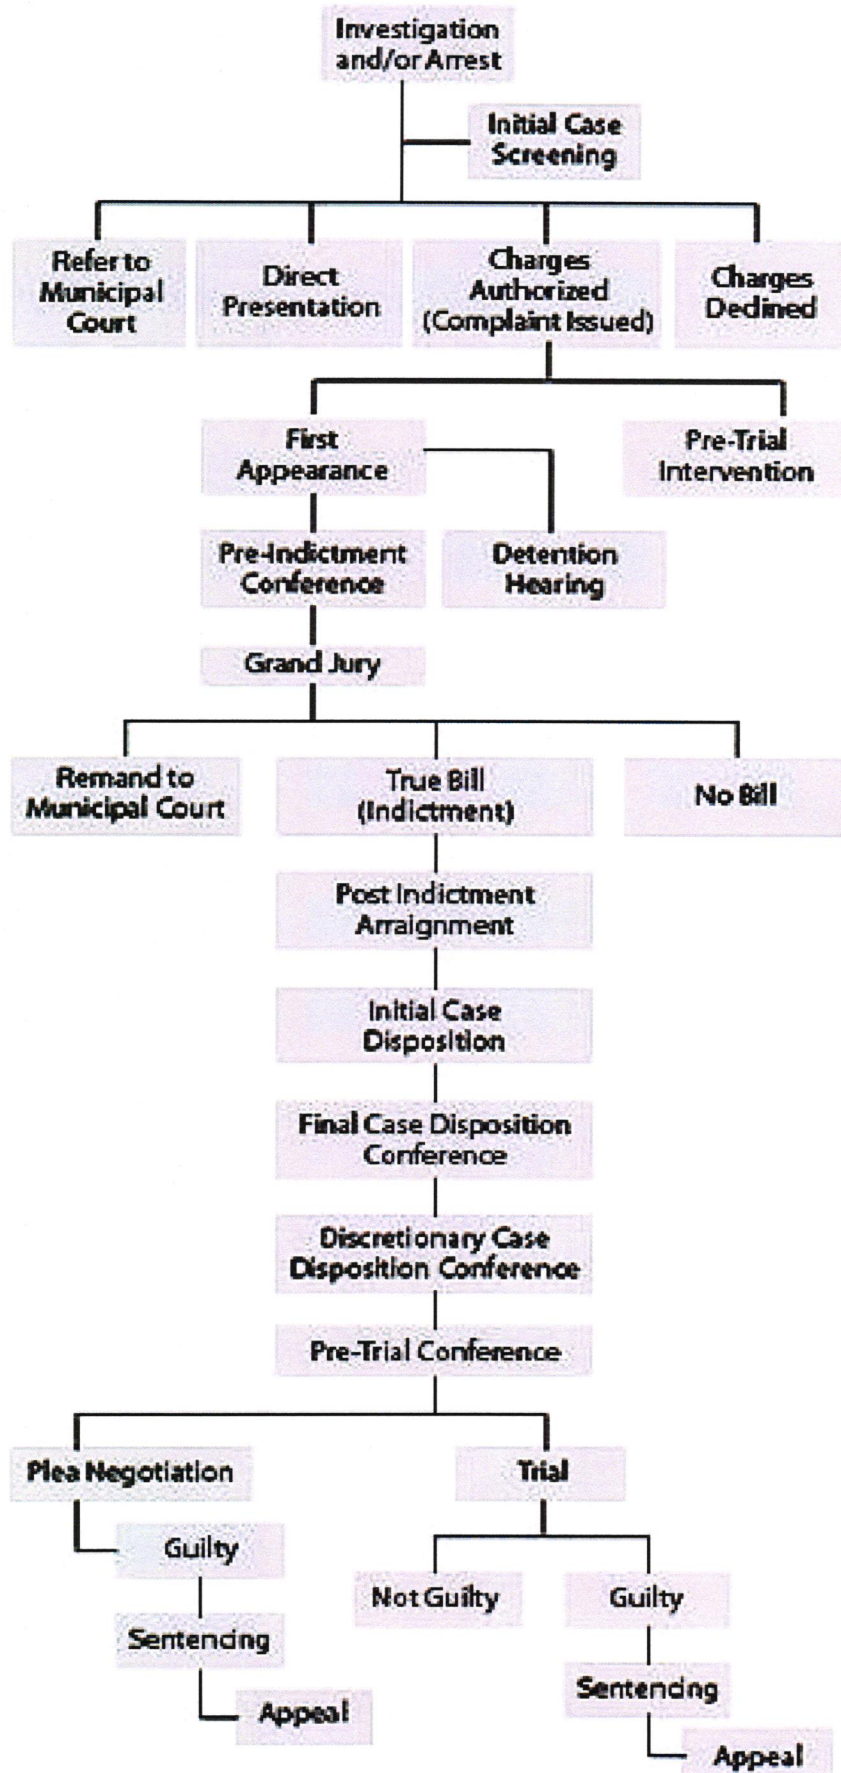 Investigation
and/or Arrest
Initial Case
Screening
Refer to
Municipal
Court
Direct
Presentation
Charges
Authorized
(Complaint Issued)
Charges
Declined
First
Appearance
Pre-Trial
Intervention
Pre-Indictment
Conference
Detention
Hearing
Grand Jury
Remand to
Municipal Court
True Bill
(Indictment)
No Bill
Post Indictment
Arraignment
Initial Case
Disposition
Final Case Disposition
Conference
Discretionary Case
Disposition Conference
Pre-Trial Conference
Plea Negotiation
Trial
Guilty
Not Guilty
Guilty
Sentencing
Sentencing
Appeal
Appeal